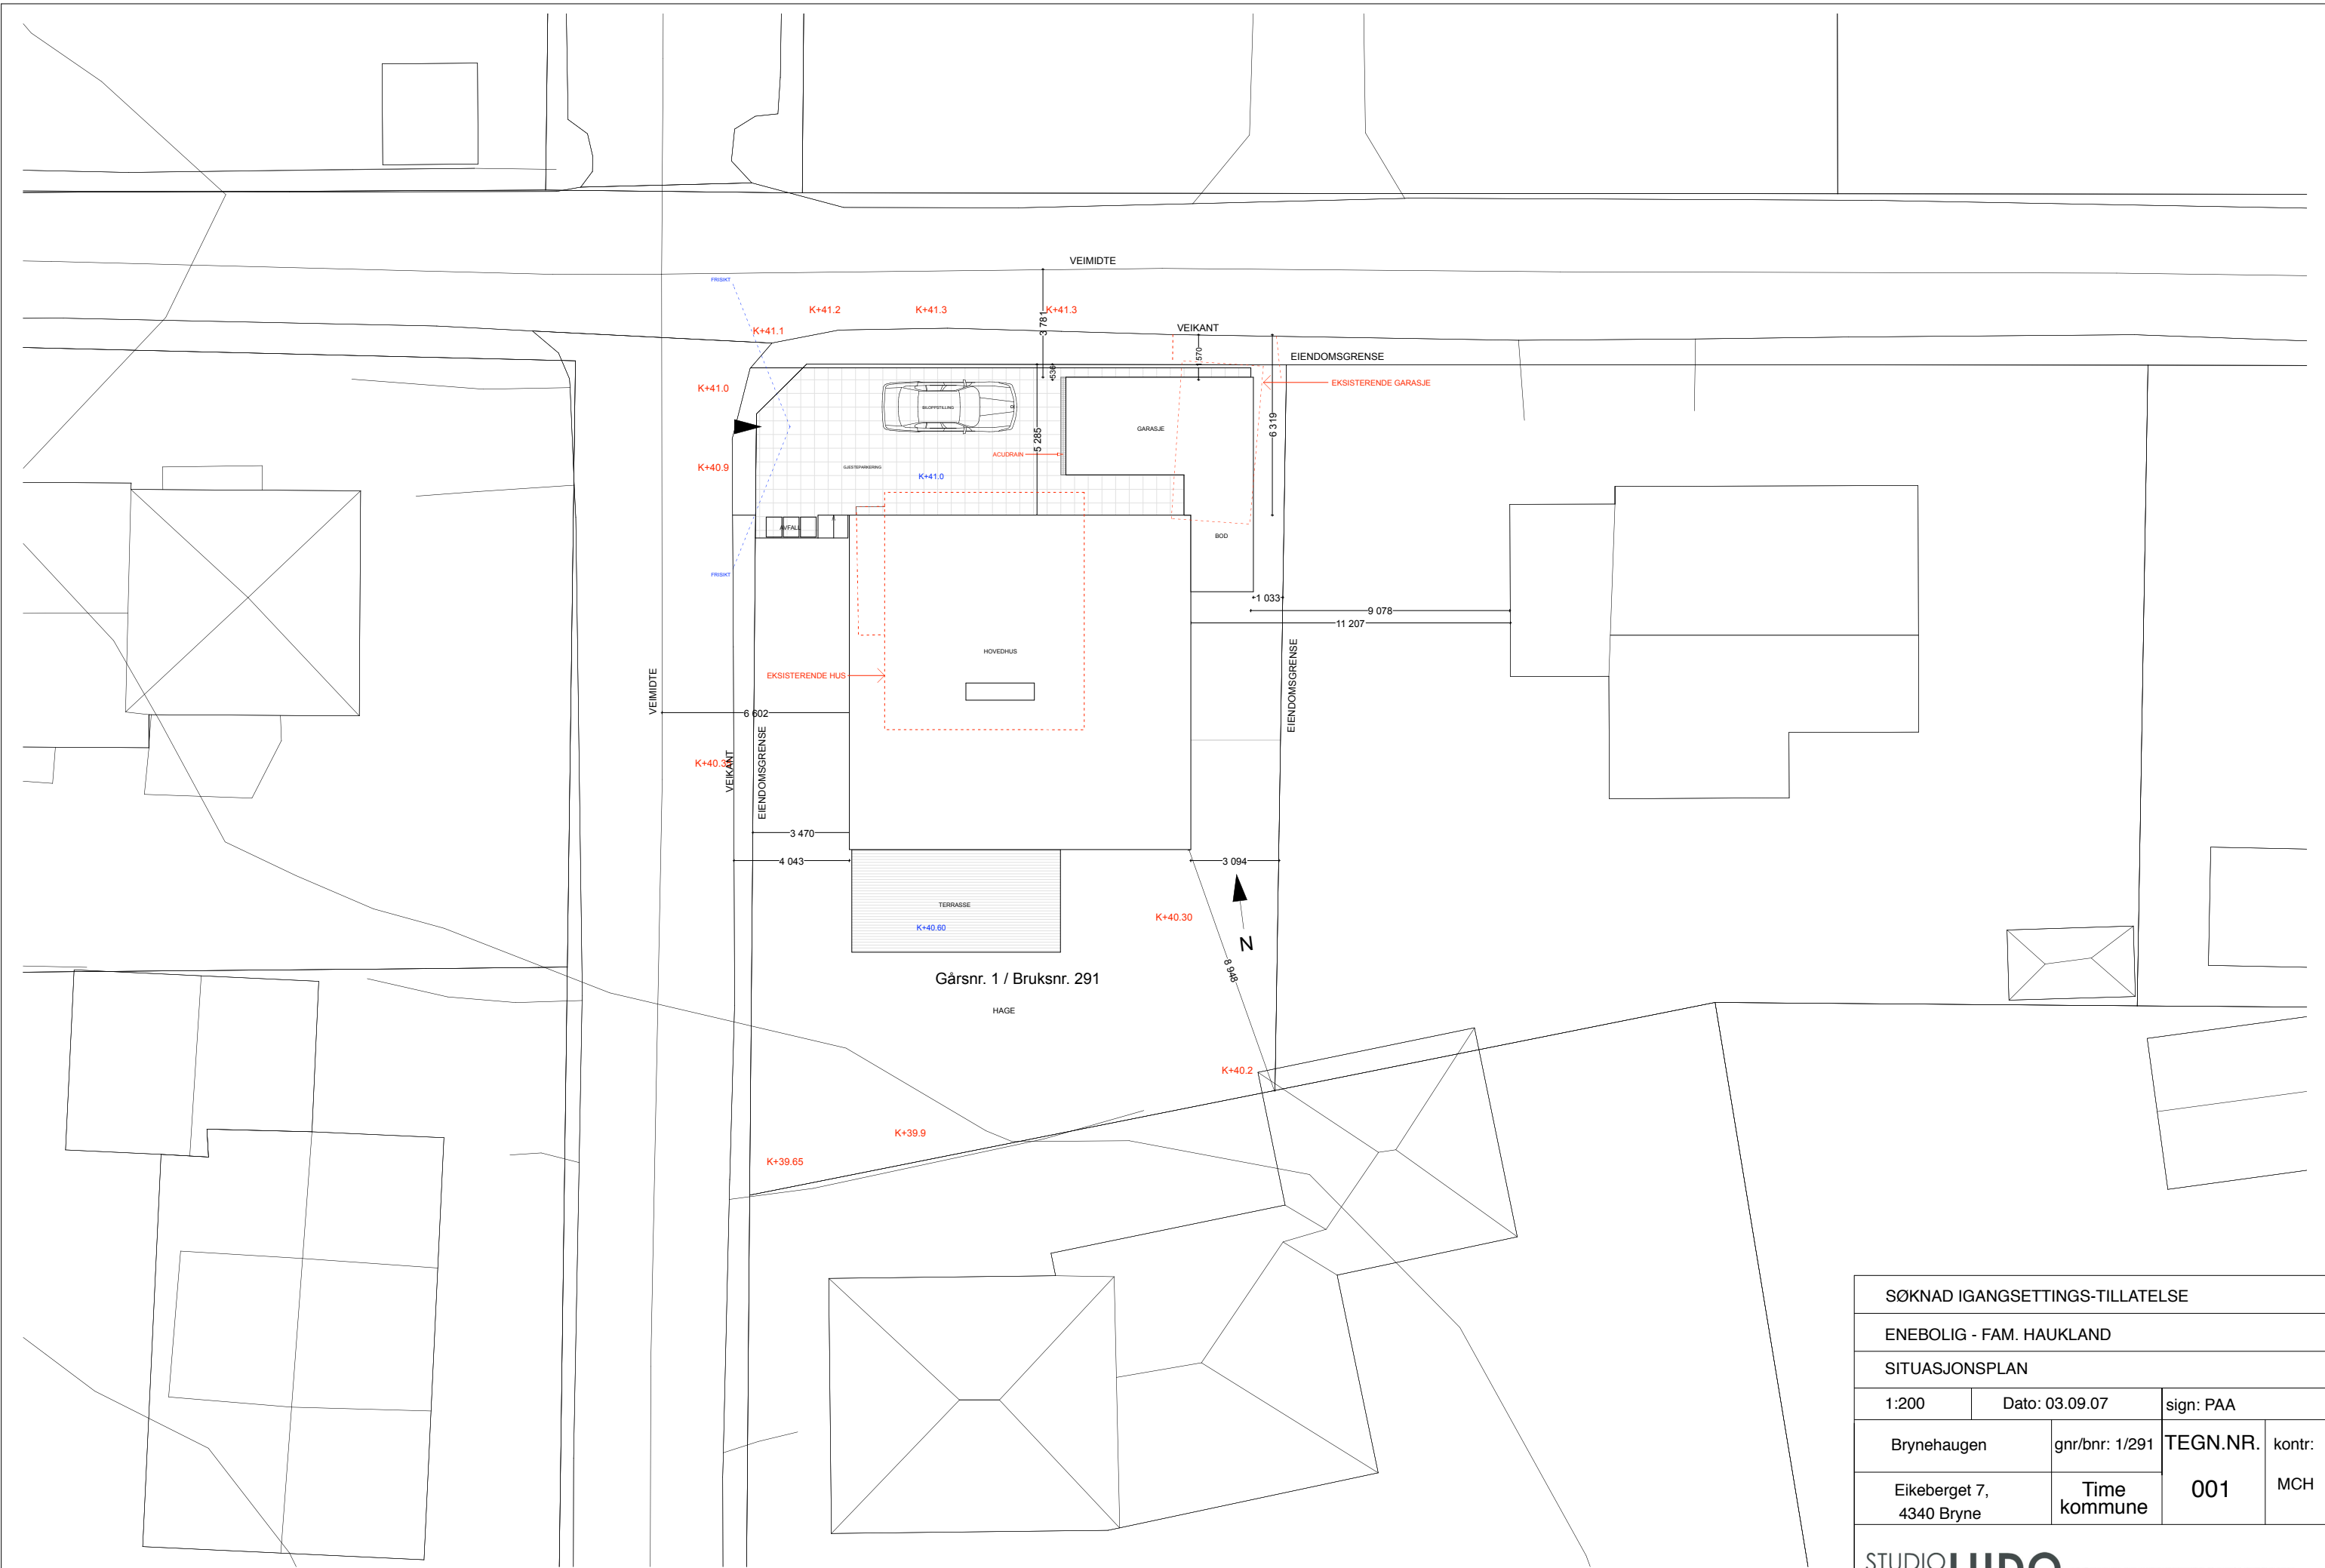 VEIMIDTE
FRISIKT
K+41.2
K+41.3
K+41.3
3 781
K+41.1
VEIKANT
1 570
EIENDOMSGRENSE
536
EKSISTERENDE GARASJE
K+41.0
BILOPPSTILLING
GARASJE
6 319
5 285
ACUDRAIN
K+40.9
GJESTEPARKERING
K+41.0
AVFALL
BOD
FRISIKT
1 033
9 078
11 207
HOVEDHUS
EKSISTERENDE HUS
VEIMIDTE
EIENDOMSGRENSE
6 602
VEIKANT
EIENDOMSGRENSE
3 470
4 043
3 094
TERRASSE
K+40.30
K+40.60
N
8 948
Gårsnr. 1 / Bruksnr. 291
HAGE
K+40.2
K+39.9
K+39.65
SØKNAD IGANGSETTINGS-TILLATELSE
ENEBOLIG - FAM. HAUKLAND
SITUASJONSPLAN
1:200
Dato: 03.09.07
sign: PAA
Brynehaugen
gnr/bnr: 1/291
TEGN.NR.
kontr:
Eikeberget 7,
4340 Bryne
Time
kommune
001
MCH
STUDIO